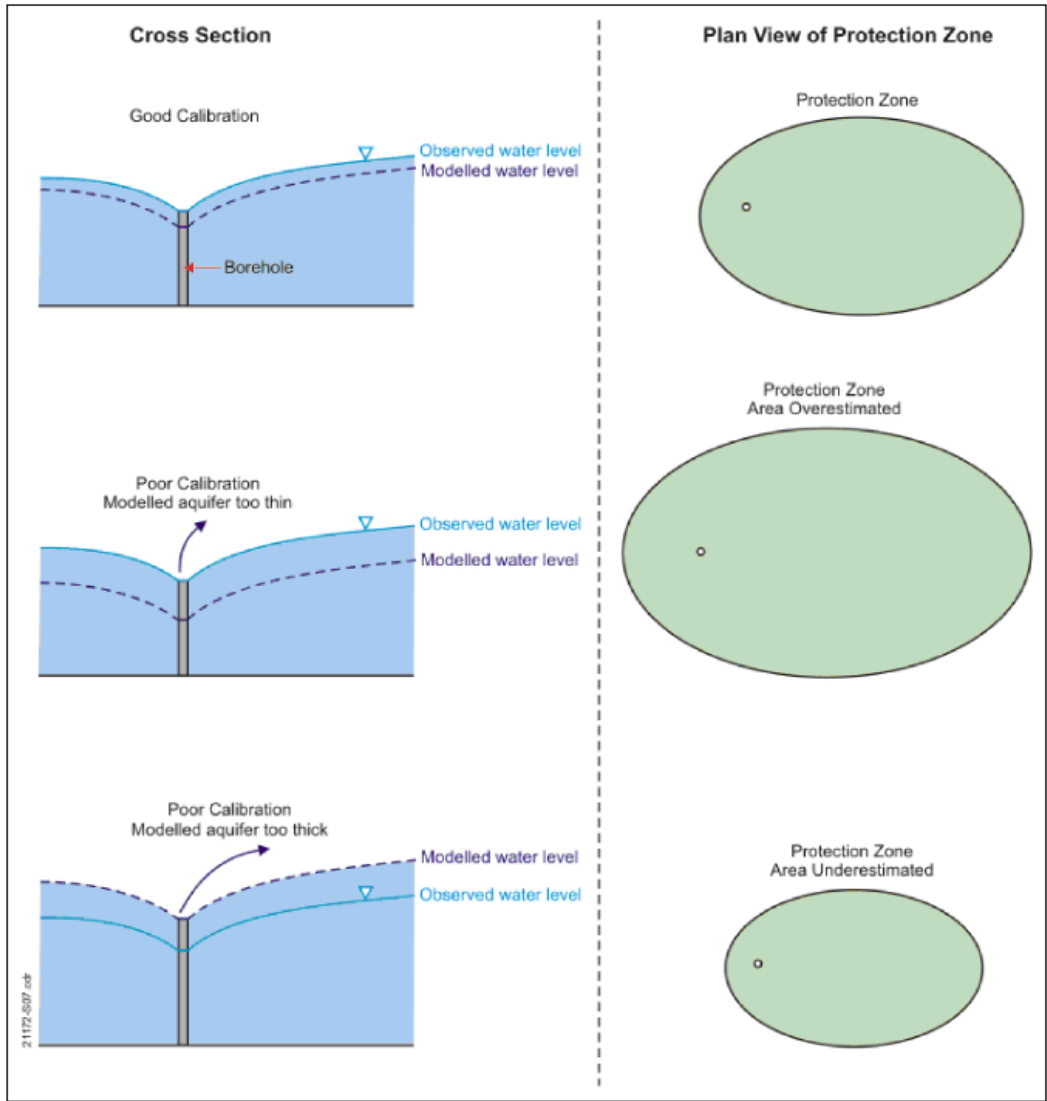 Cross Section
Plan View of Protection Zone
Good Calibration
Observed water level
Modelled water level
Borehole
Protection Zone
Poor Calibration
Modelled aquifer too thin
Observed water level
Modelled water level
Protection Zone
Area Overestimated
Poor Calibration
Modelled aquifer too thick
Modelled water level
Observed water level
Protection Zone
Area Underestimated
21172-S07.cdr